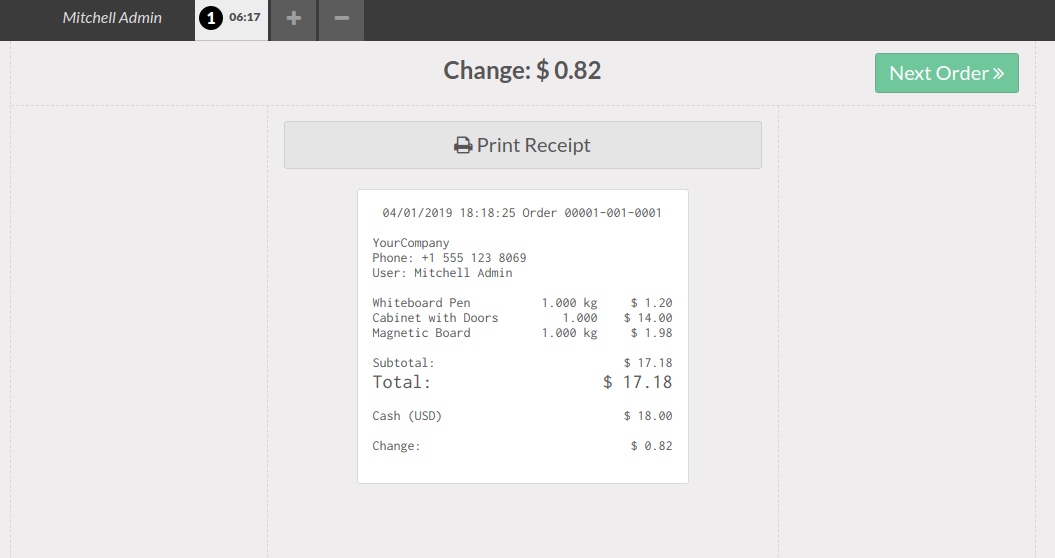 Mitchell Admin 1 06:17 + −
Change: $ 0.82 Next Order »
Print Receipt
04/01/2019 18:18:25 Order 00001-001-0001
YourCompany
Phone: +1 555 123 8069
User: Mitchell Admin
Whiteboard Pen 1.000 kg $ 1.20
Cabinet with Doors 1.000 $ 14.00
Magnetic Board 1.000 kg $ 1.98
Subtotal: $ 17.18
Total: $ 17.18
Cash (USD) $ 18.00
Change: $ 0.82